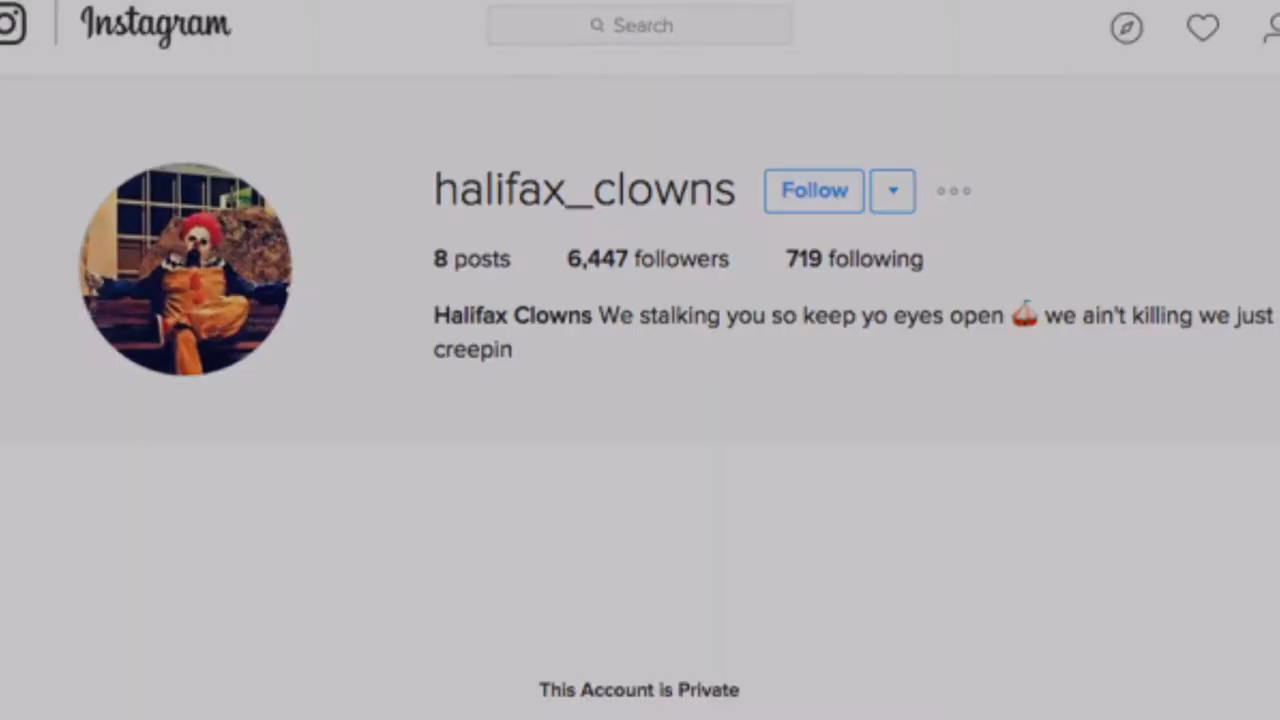 Instagram
Search
halifax_clowns Follow
8 posts 6,447 followers 719 following
Halifax Clowns We stalking you so keep yo eyes open ⛵ we ain't killing we just
creepin
This Account is Private